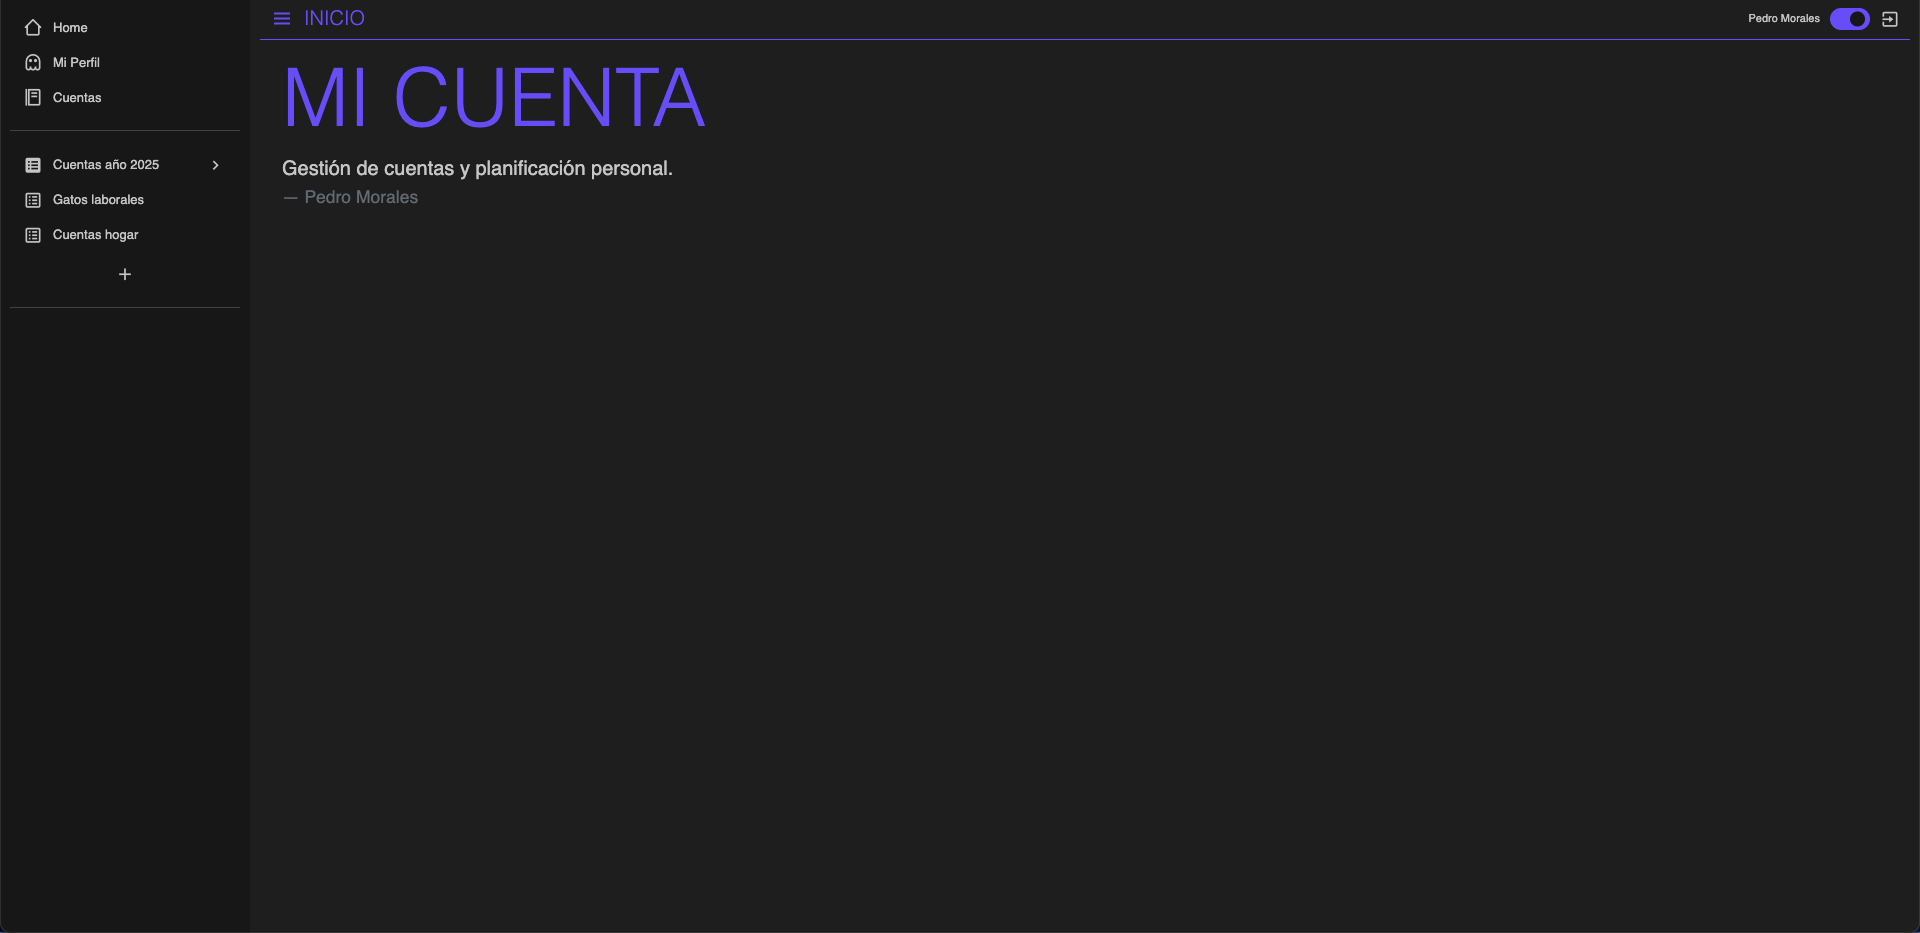 Home
Mi Perfil
Cuentas
Cuentas año 2025
Gatos laborales
Cuentas hogar
INICIO
Pedro Morales
MI CUENTA
Gestión de cuentas y planificación personal.
— Pedro Morales